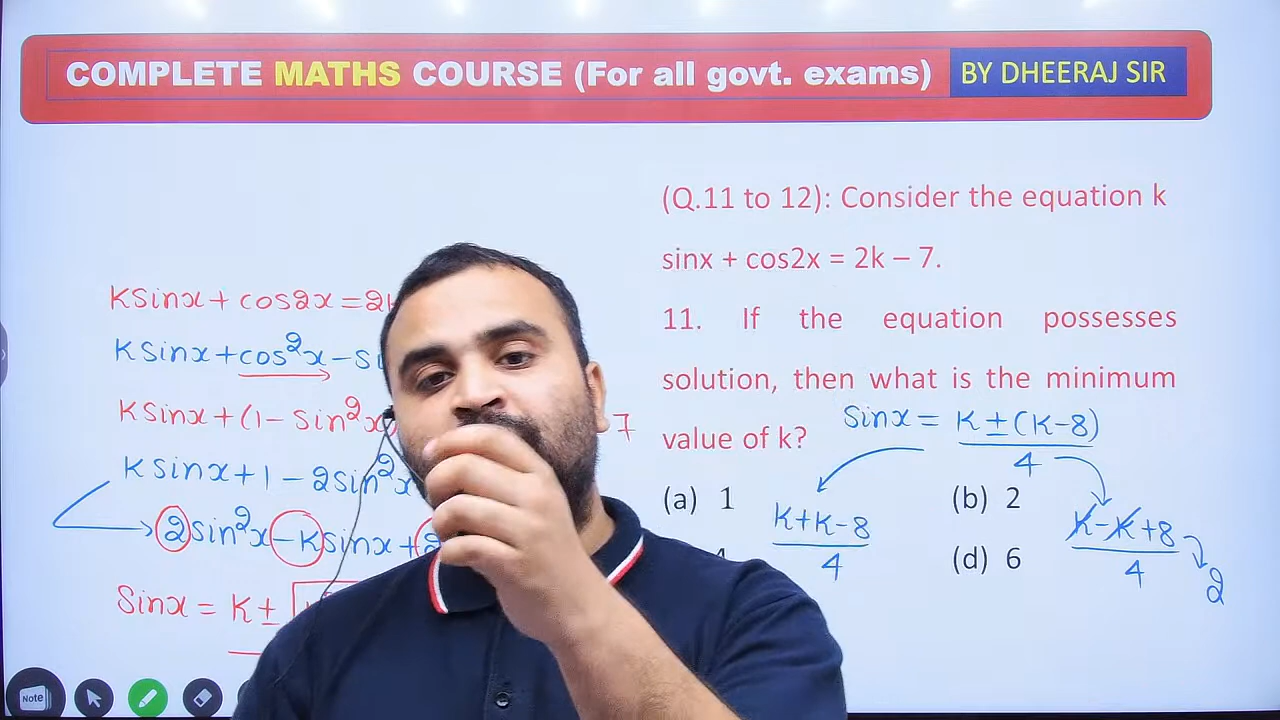 COMPLETE MATHS COURSE (For all govt. exams) BY DHEERAJ SIR
(Q.11 to 12): Consider the equation k
sinx + cos2x = 2k – 7.
11. If the equation possesses
solution, then what is the minimum
value of k?
(a) 1
(b) 2
(d) 6
Ksinx + cos2x = 2
Ksinx + cos²x –
Ksinx + (1 – sin²x
7
Ksinx + 1 – 2sin²x
2sin²x – Ksinx +
Sinx = K ±
Sinx = K ± (K-8)
4
K+K-8
4
K-K+8
4
2
Note